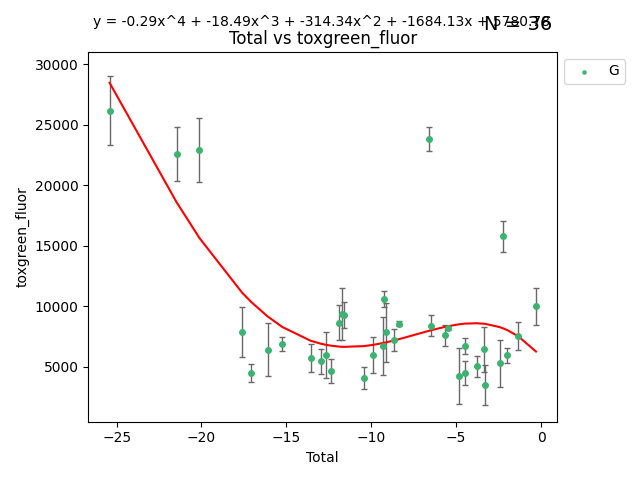 y = -0.29x^4 + -18.49x^3 + -314.34x^2 + -1684.13x + 5780.76
N = 36
Total vs toxgreen_fluor
G
30000
25000
20000
15000
10000
5000
toxgreen_fluor
−25 −20 −15 −10 −5 0
Total